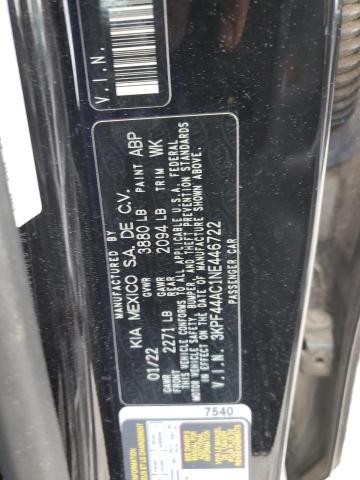 V.I.N.
MANUFACTURED BY
KIA MEXICO S.A. DE C.V.
01/22 GVWR 3880 LB PAINT ABP
GAWR FRONT 2271 LB GAWR REAR 2094 LB TRIM WK
THIS VEHICLE CONFORMS TO ALL APPLICABLE U.S.A. FEDERAL
MOTOR VEHICLE SAFETY, BUMPER, AND THEFT PREVENTION STANDARDS
IN EFFECT ON THE DATE OF MANUFACTURE SHOWN ABOVE.
V.I.N. 3KPF44AC1NE446722
PASSENGER CAR
7540